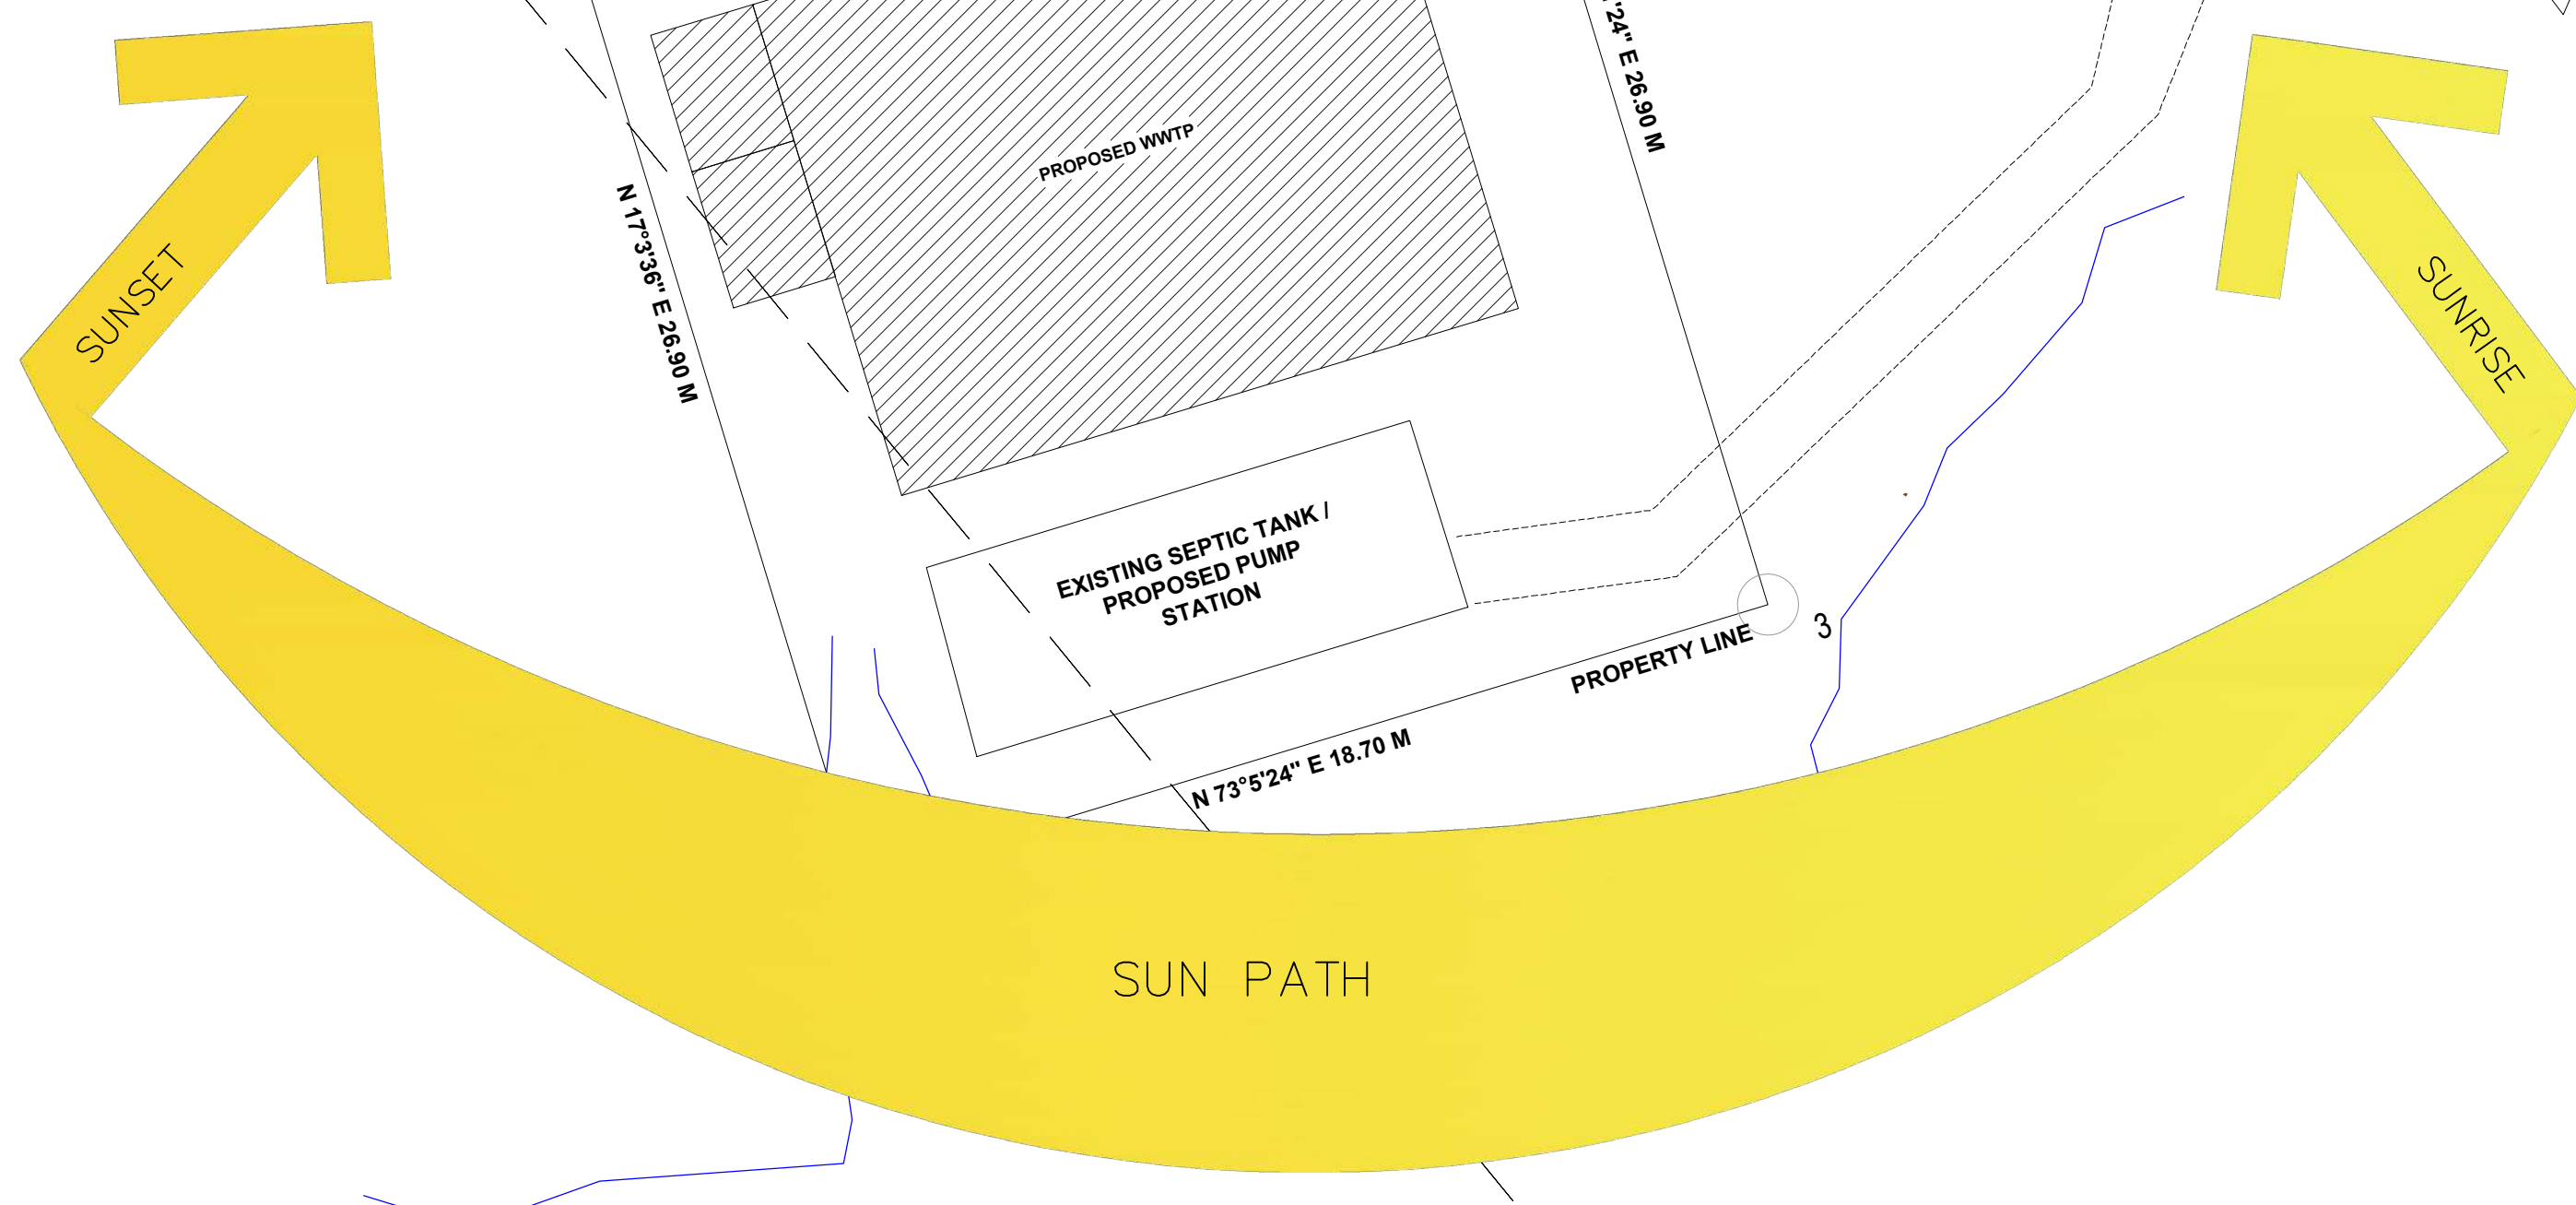 '24" E 26.90 M
PROPOSED WWTP
N 17°3'36" E 26.90 M
SUNSET
SUNRISE
EXISTING SEPTIC TANK /
PROPOSED PUMP
STATION
3
PROPERTY LINE
N 73°5'24" E 18.70 M
SUN PATH